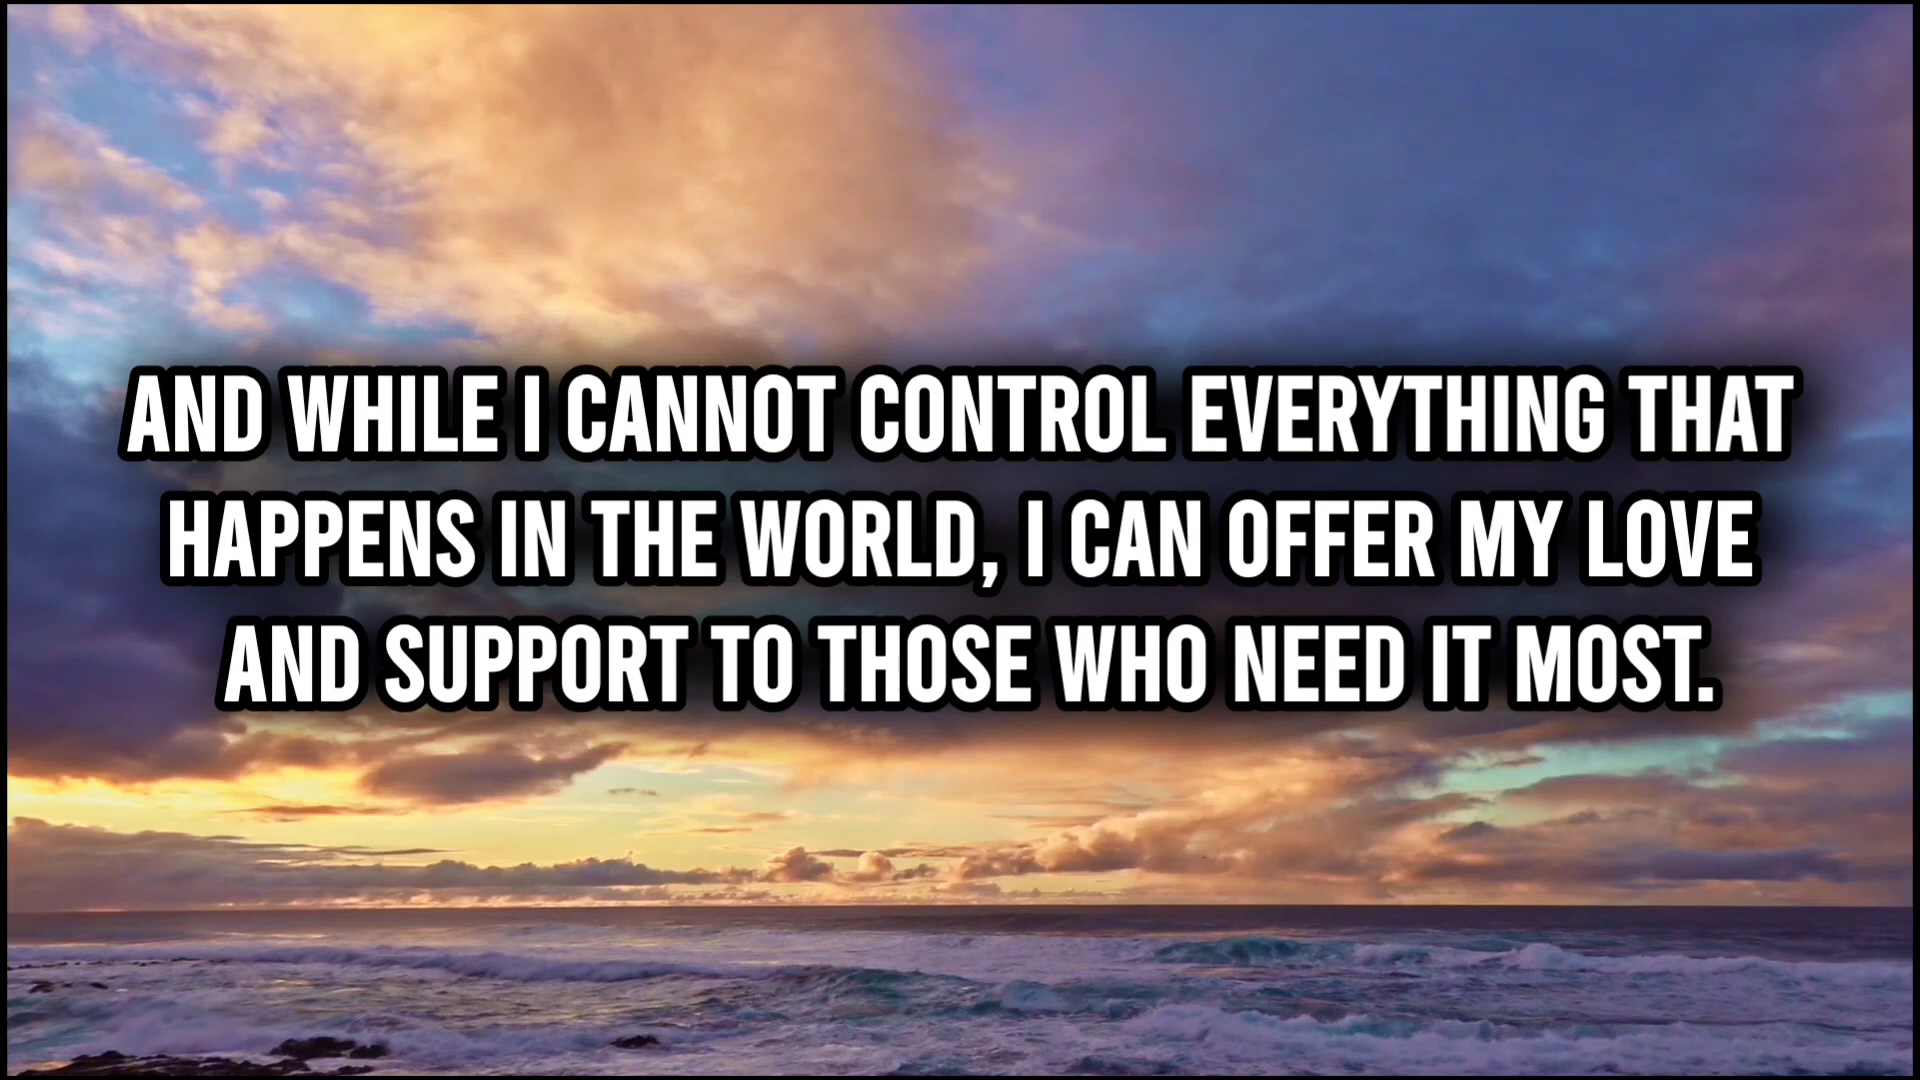 AND WHILE I CANNOT CONTROL EVERYTHING THAT
HAPPENS IN THE WORLD, I CAN OFFER MY LOVE
AND SUPPORT TO THOSE WHO NEED IT MOST.